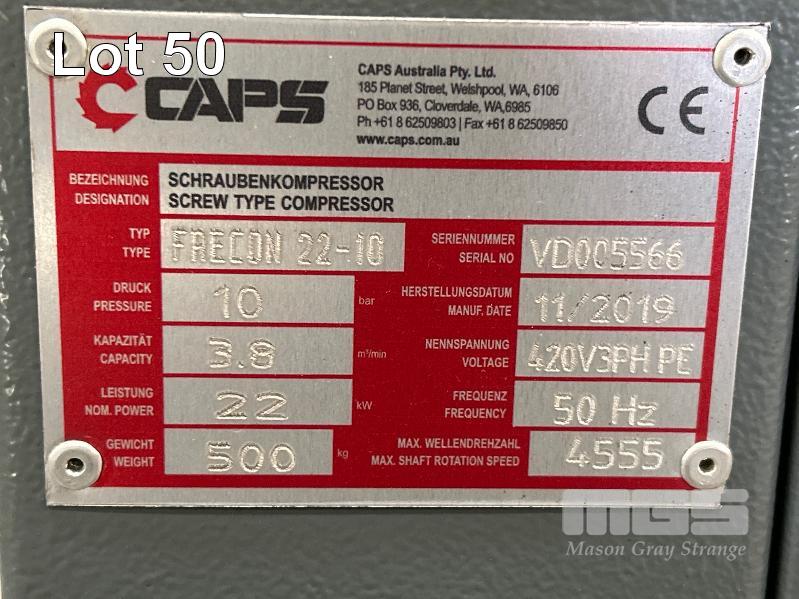 Lot 50
CAPS
CAPS Australia Pty. Ltd.
185 Planet Street, Welshpool, WA, 6106
PO Box 936, Cloverdale, WA,6985
Ph +61 8 62509803 | Fax +61 8 62509850
www.caps.com.au
CE
BEZEICHNUNG
DESIGNATION
SCHRAUBENKOMPRESSOR
SCREW TYPE COMPRESSOR
TYP
TYPE
FRECON 22-10
SERIENNUMMER
SERIAL NO
VD005566
DRUCK
PRESSURE
10
bar
HERSTELLUNGSDATUM
MANUF. DATE
11/2019
KAPAZITÄT
CAPACITY
3.8
m³/min
NENNSPANNUNG
VOLTAGE
420V3PH PE
LEISTUNG
NOM. POWER
22
kW
FREQUENZ
FREQUENCY
50 Hz
GEWICHT
WEIGHT
500
kg
MAX. WELLENDREHZAHL
MAX. SHAFT ROTATION SPEED
4555
MGS
Mason Gray Strange